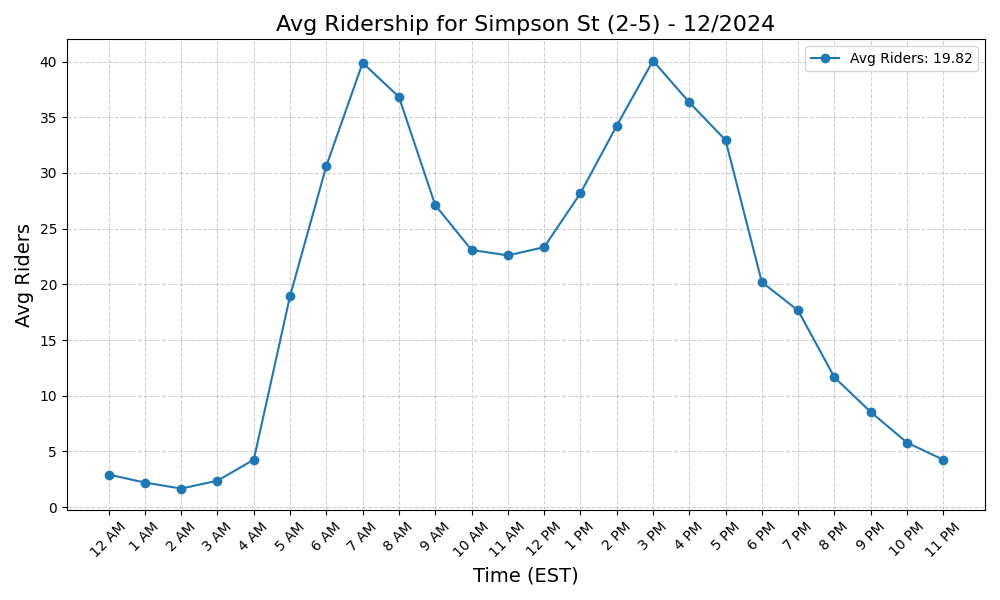 Avg Ridership for Simpson St (2-5) - 12/2024
Avg Riders: 19.82
Avg Riders
40
35
30
25
20
15
10
5
0
12 AM
1 AM
2 AM
3 AM
4 AM
5 AM
6 AM
7 AM
8 AM
9 AM
10 AM
11 AM
12 PM
1 PM
2 PM
3 PM
4 PM
5 PM
6 PM
7 PM
8 PM
9 PM
10 PM
11 PM
Time (EST)